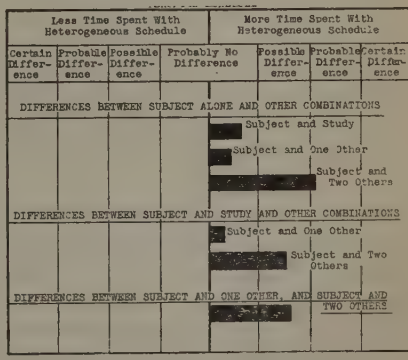 Less Time Spent With
Heterogeneous Schedule
More Time Spent With
Heterogeneous Schedule
Certain
Differ-
ence
Probable
Differ-
ence
Possible
Differ-
ence
Probably No
Difference
Possible
Differ-
ence
Probable
Differ-
ence
Certain
Differ-
ence
DIFFERENCES BETWEEN SUBJECT ALONE AND OTHER COMBINATIONS
Subject and Study
Subject and One Other
Subject and
Two Others
DIFFERENCES BETWEEN SUBJECT AND STUDY AND OTHER COMBINATIONS
Subject and One Other
Subject and Two
Others
DIFFERENCES BETWEEN SUBJECT AND ONE OTHER, AND SUBJECT AND
TWO OTHERS